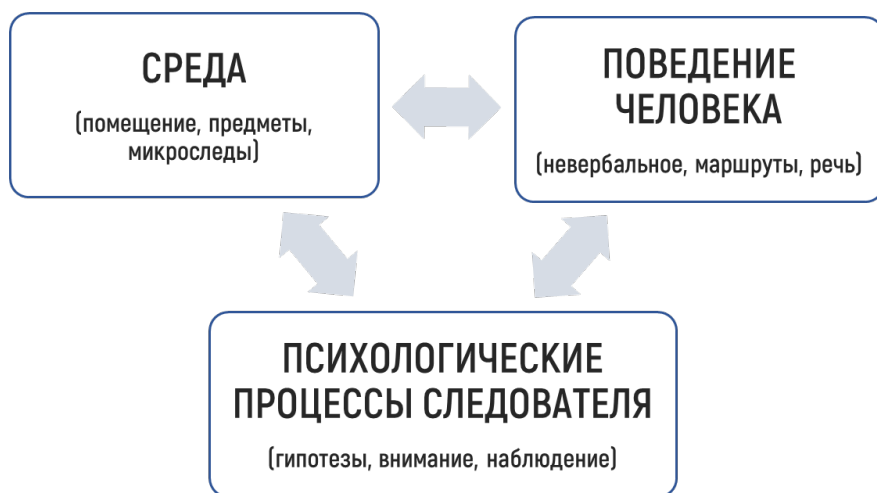 СРЕДА
(помещение, предметы,
микроследы)
ПОВЕДЕНИЕ
ЧЕЛОВЕКА
(невербальное, маршруты, речь)
ПСИХОЛОГИЧЕСКИЕ
ПРОЦЕССЫ СЛЕДОВАТЕЛЯ
(гипотезы, внимание, наблюдение)